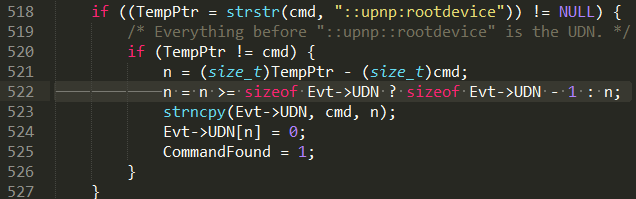 518 if ((TempPtr = strstr(cmd, "::upnp:rootdevice")) != NULL) {
519 /* Everything before "::upnp::rootdevice" is the UDN. */
520 if (TempPtr != cmd) {
521 n = (size_t)TempPtr - (size_t)cmd;
522 n = n >= sizeof Evt->UDN ? sizeof Evt->UDN - 1 : n;
523 strncpy(Evt->UDN, cmd, n);
524 Evt->UDN[n] = 0;
525 CommandFound = 1;
526 }
527 }